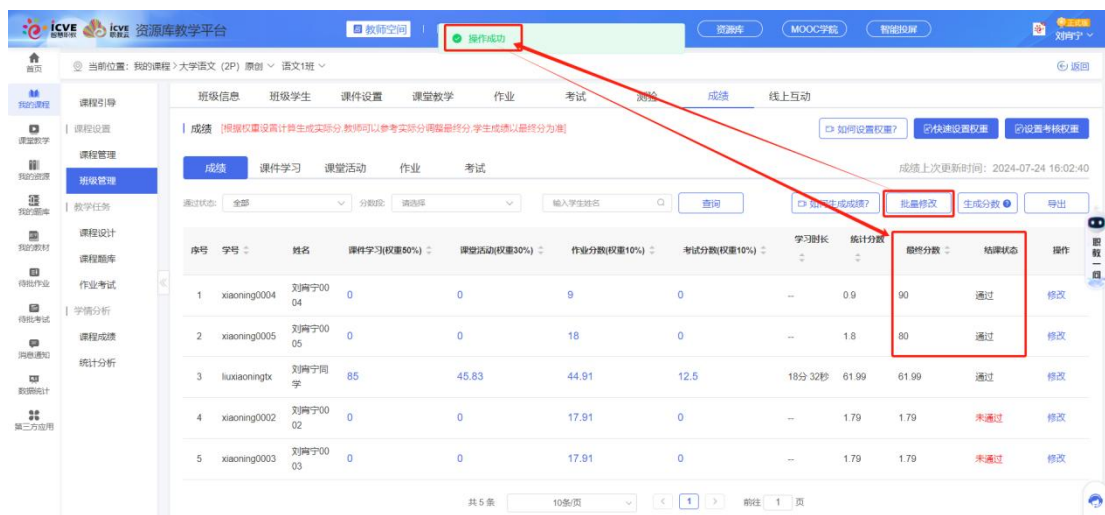 icve 智慧职教 icve 职教云 资源库教学平台 教师空间 操作成功 资源库 MOOC学院 智能投屏 正式版 刘肖宁
首页 当前位置: 我的课程>大学语文 (2P) 原创 语文1班 返回
我的课程 课堂教学 我的资源 我的题库 我的教材 待批作业 待批考试 消息通知 数据统计 第三方应用
课程引导
课程设置
课程管理
班级管理
教学任务
课程设计
课程题库
作业考试
学情分析
课程成绩
统计分析
班级信息 班级学生 课件设置 课堂教学 作业 考试 测验 成绩 线上互动
成绩 [根据权重设置计算生成实际分,教师可以参考实际分调整最终分,学生成绩以最终分为准] 如何设置权重? 快速设置权重 设置考核权重
成绩 课件学习 课堂活动 作业 考试 成绩上次更新时间: 2024-07-24 16:02:40
通过状态: 全部 分数段: 请选择 输入学生姓名 查询 如何生成成绩? 批量修改 生成分数 导出
序号 学号 姓名 课件学习(权重50%) 课堂活动(权重30%) 作业分数(权重10%) 考试分数(权重10%) 学习时长 统计分数 最终分数 结课状态 操作
1 xiaoning0004 刘肖宁0004 0 0 9 0 -- 0.9 90 通过 修改
2 xiaoning0005 刘肖宁0005 0 0 18 0 -- 1.8 80 通过 修改
3 liuxiaoningtx 刘肖宁同学 85 45.83 44.91 12.5 18分32秒 61.99 61.99 通过 修改
4 xiaoning0002 刘肖宁0002 0 0 17.91 0 -- 1.79 1.79 未通过 修改
5 xiaoning0003 刘肖宁0003 0 0 17.91 0 -- 1.79 1.79 未通过 修改
共 5 条 10条/页 1 前往 1 页
职教一问